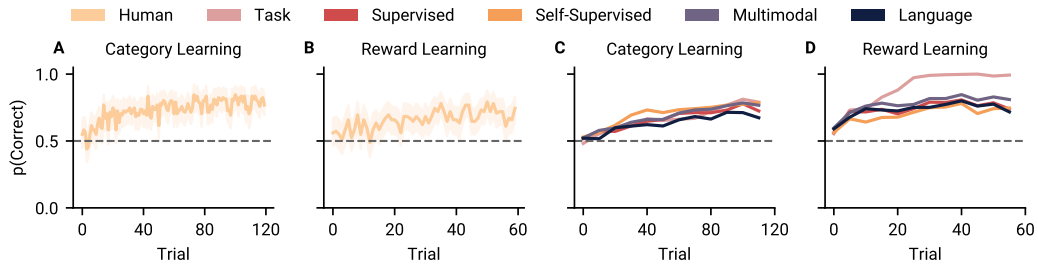 Human Task Supervised Self-Supervised Multimodal Language
A Category Learning B Reward Learning C Category Learning D Reward Learning
p(Correct)
1.0
0.5
0.0
0 40 80 120 0 20 40 60 0 40 80 120 0 20 40 60
Trial Trial Trial Trial